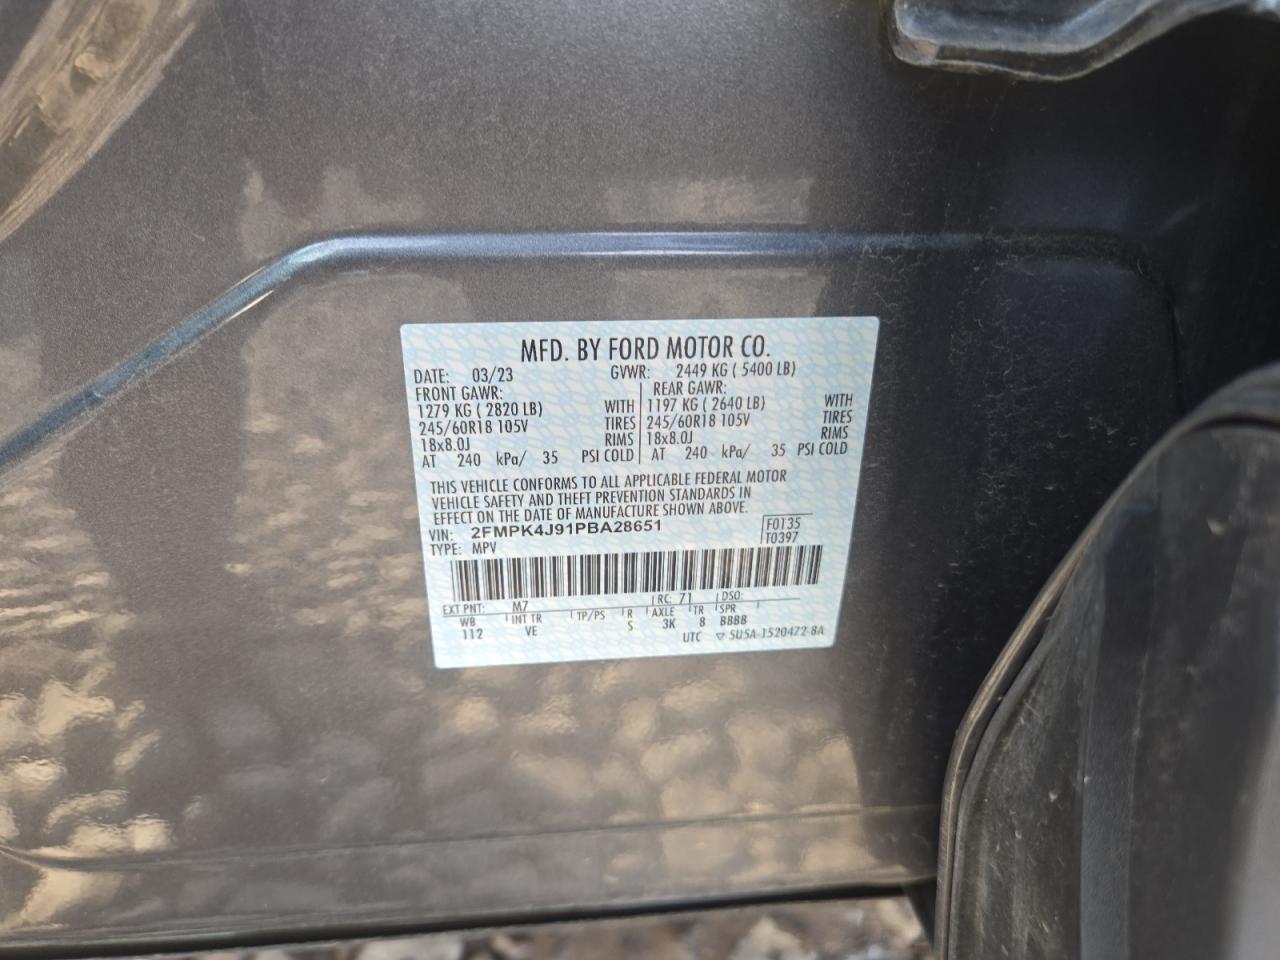 MFD. BY FORD MOTOR CO.
DATE: 03/23 GVWR: 2449 KG ( 5400 LB)
FRONT GAWR: REAR GAWR:
1279 KG ( 2820 LB) WITH 1197 KG ( 2640 LB) WITH
245/60R18 105V TIRES 245/60R18 105V TIRES
18x8.0J RIMS 18x8.0J RIMS
AT 240 kPa/ 35 PSI COLD AT 240 kPa/ 35 PSI COLD
THIS VEHICLE CONFORMS TO ALL APPLICABLE FEDERAL MOTOR
VEHICLE SAFETY AND THEFT PREVENTION STANDARDS IN
EFFECT ON THE DATE OF MANUFACTURE SHOWN ABOVE.
VIN: 2FMPK4J91PBA28651 F0135
TYPE: MPV T0397
EXT PNT: M7 RC: 71 DSO:
WB INT TR TP/PS R AXLE TR SPR
112 VE S 3K 8 BBBB
UTC ▽ 5U5A-1520472-BA